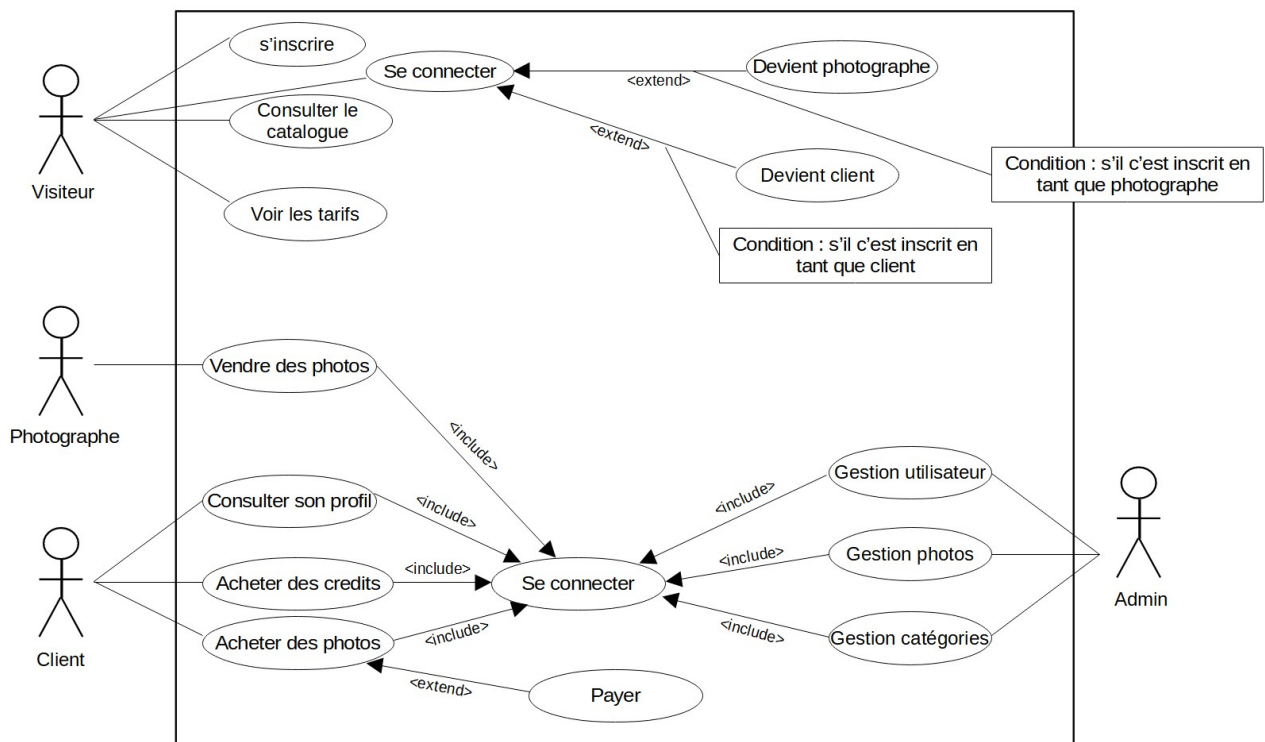 s'inscrire
Se connecter
<extend>
Devient photographe
Consulter le
catalogue
<extend>
Visiteur
Devient client
Condition : s'il c'est inscrit en
tant que photographe
Voir les tarifs
Condition : s'il c'est inscrit en
tant que client
Vendre des photos
Photographe
<include>
Gestion utilisateur
Consulter son profil
<include>
<include>
Gestion photos
<include>
Acheter des credits
<include>
Se connecter
Admin
Acheter des photos
<include>
<include>
Gestion catégories
Client
<extend>
Payer